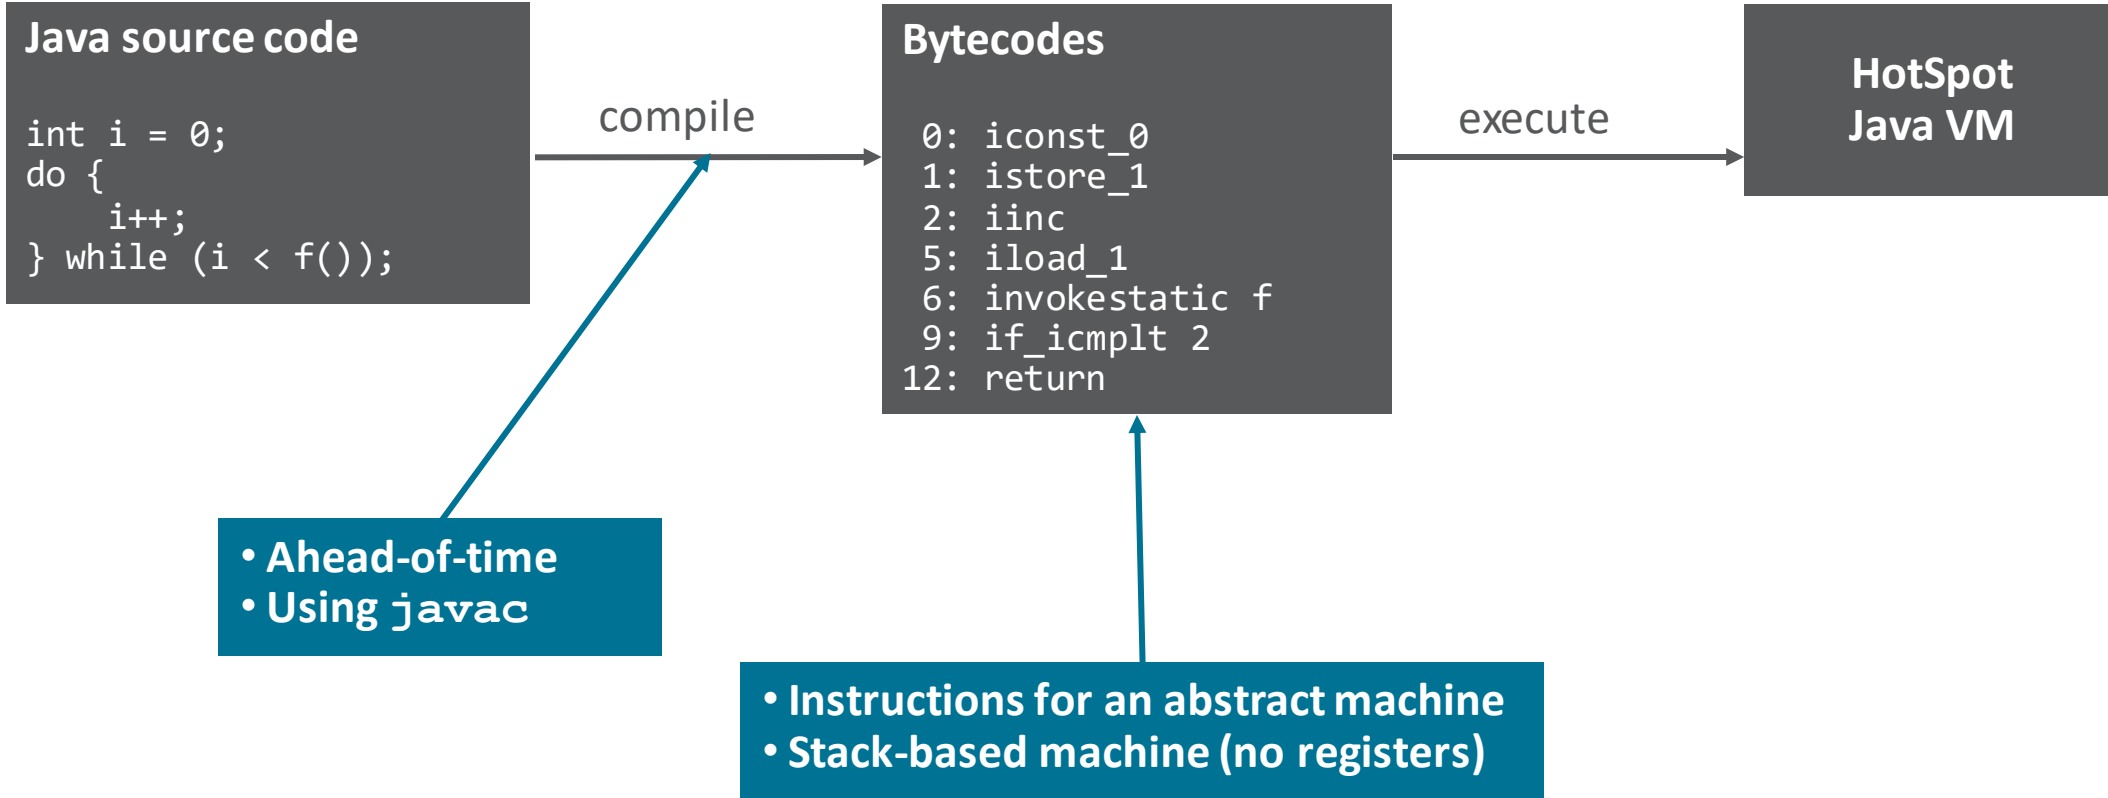 Java source code
int i = 0;
do {
    i++;
} while (i < f());
compile
Bytecodes
0: iconst_0
1: istore_1
2: iinc
5: iload_1
6: invokestatic f
9: if_icmplt 2
12: return
execute
HotSpot
Java VM
• Ahead-of-time
• Using javac
• Instructions for an abstract machine
• Stack-based machine (no registers)